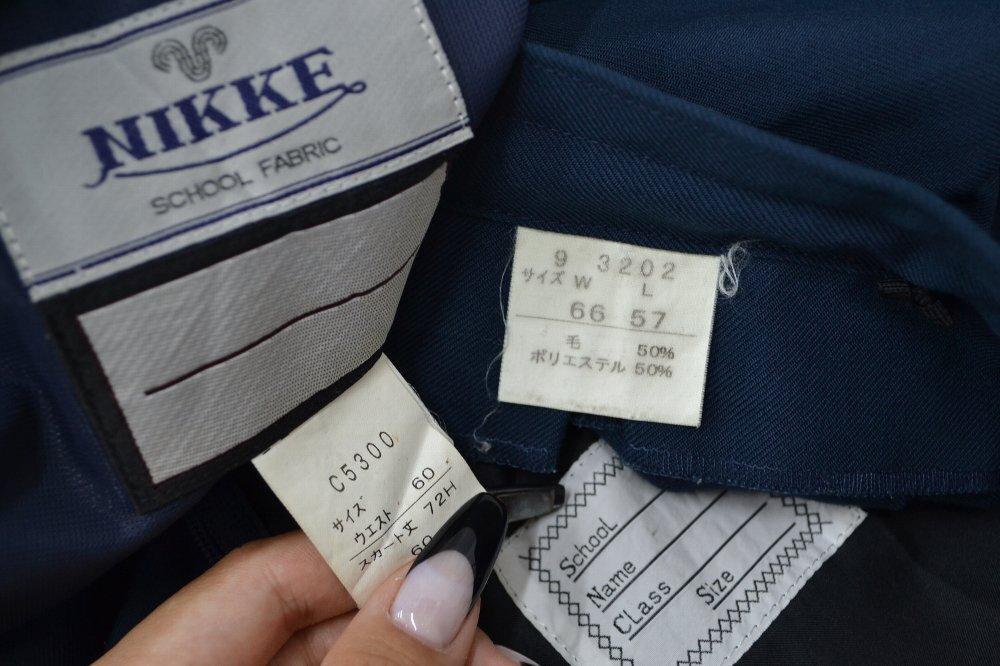 NIKKE
SCHOOL FABRIC
9 3202
サイズ W L
66 57
毛 50%
ポリエステル 50%
C5300
サイズ
ウエスト 60
スカート丈 72H
60
School
Name
CLass
Size